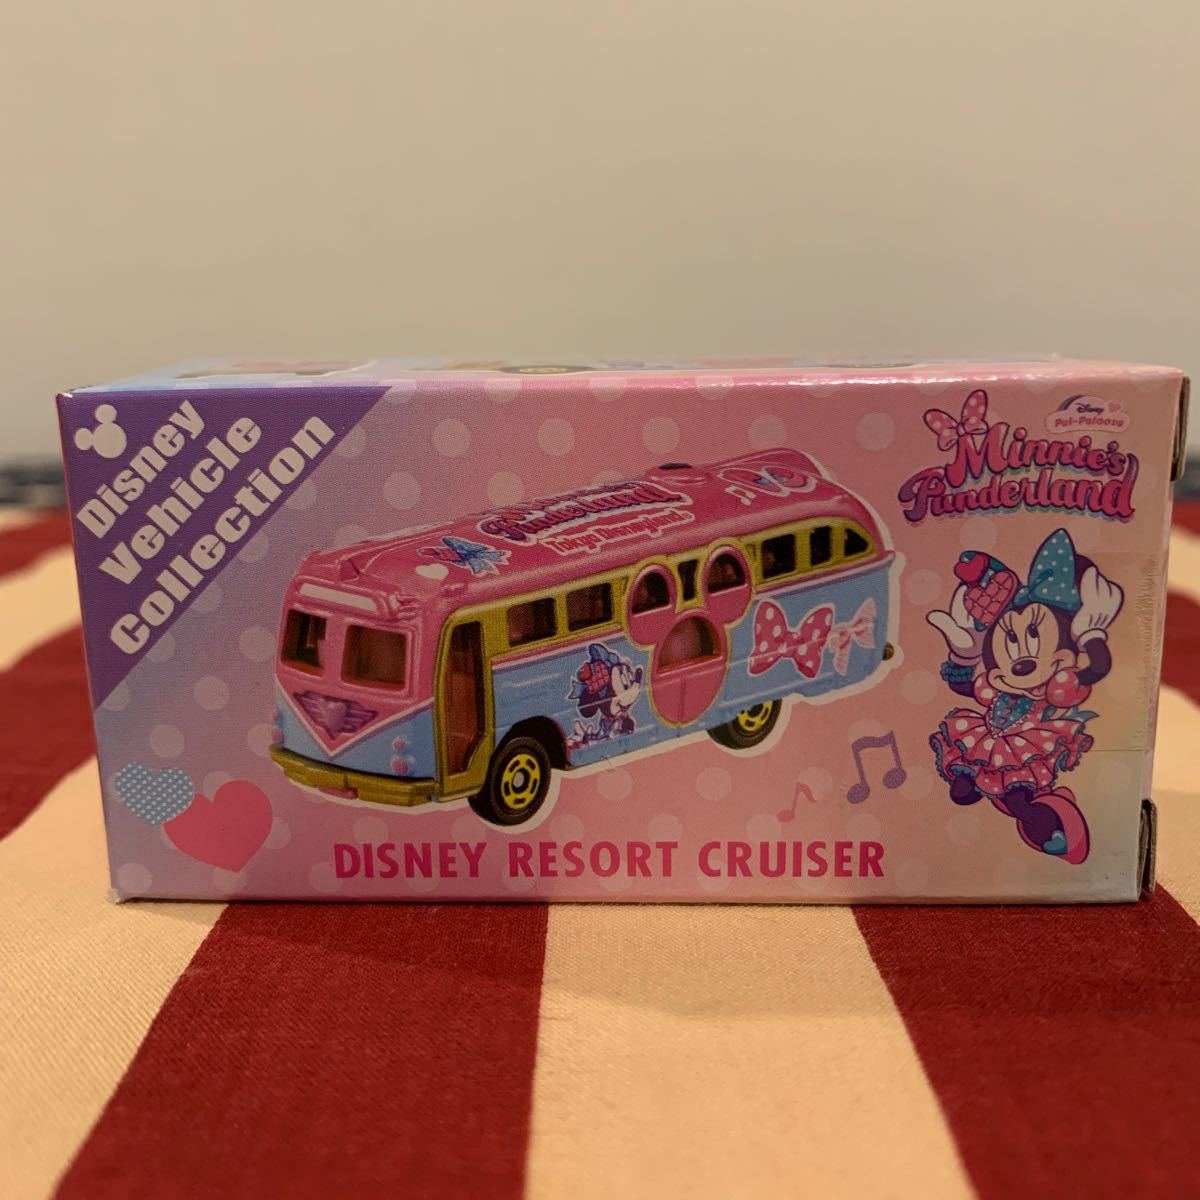 Disney
Vehicle
Collection
Disney
Pal-Palooza
Minnie's
Funderland
Funderland
Tokyo Disneyland
DISNEY RESORT CRUISER